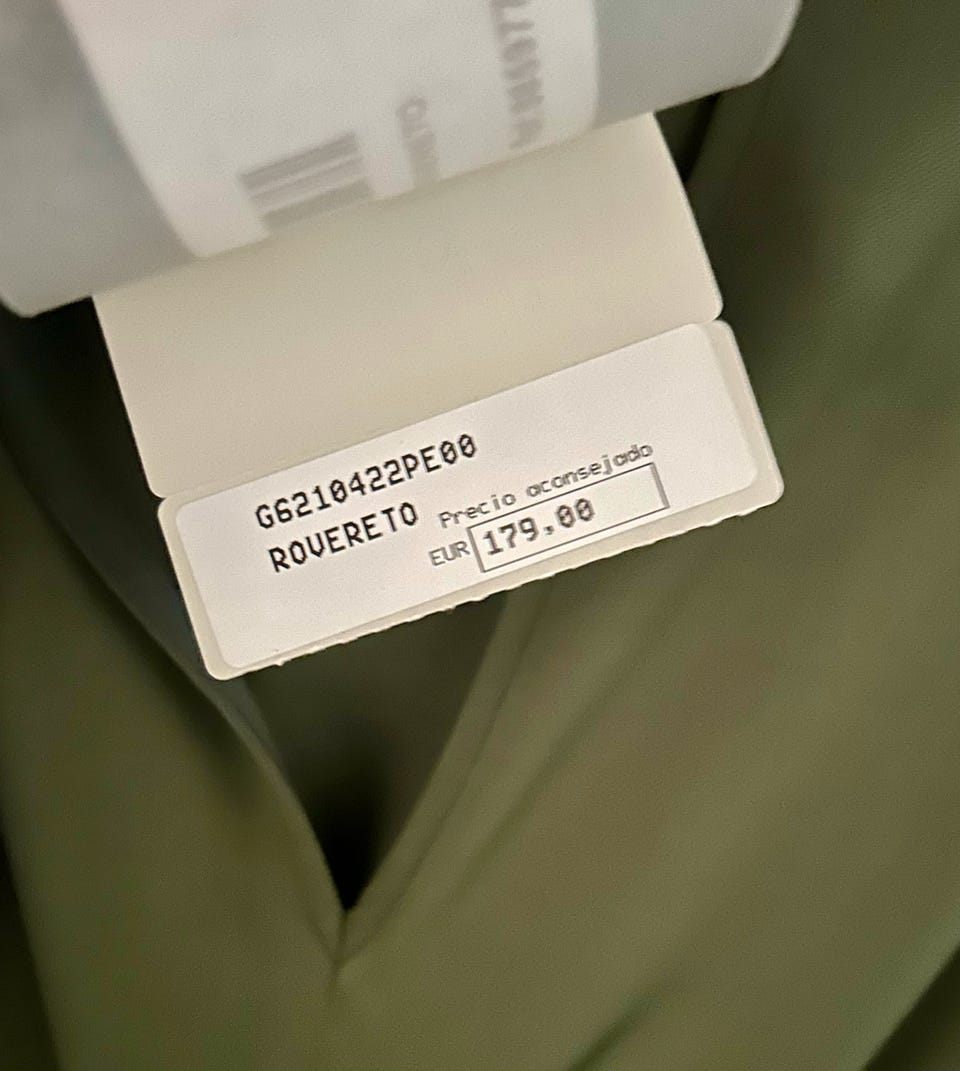 G6210422PE00
ROVERETO
Precio aconsejado
EUR 179,00